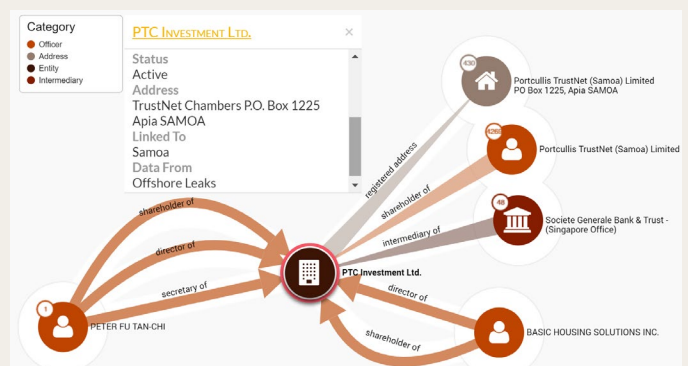 Category
Officer
Address
Entity
Intermediary
PTC Investment Ltd.
×
Status
Active
Address
TrustNet Chambers P.O. Box 1225
Apia SAMOA
Linked To
Samoa
Data From
Offshore Leaks
430
Portcullis TrustNet (Samoa) Limited
PO Box 1225, Apia SAMOA
registered address
4260
Portcullis TrustNet (Samoa) Limited
shareholder of
48
Societe Generale Bank & Trust -
(Singapore Office)
intermediary of
shareholder of
director of
secretary of
PTC Investment Ltd.
1
PETER FU TAN-CHI
director of
shareholder of
BASIC HOUSING SOLUTIONS INC.